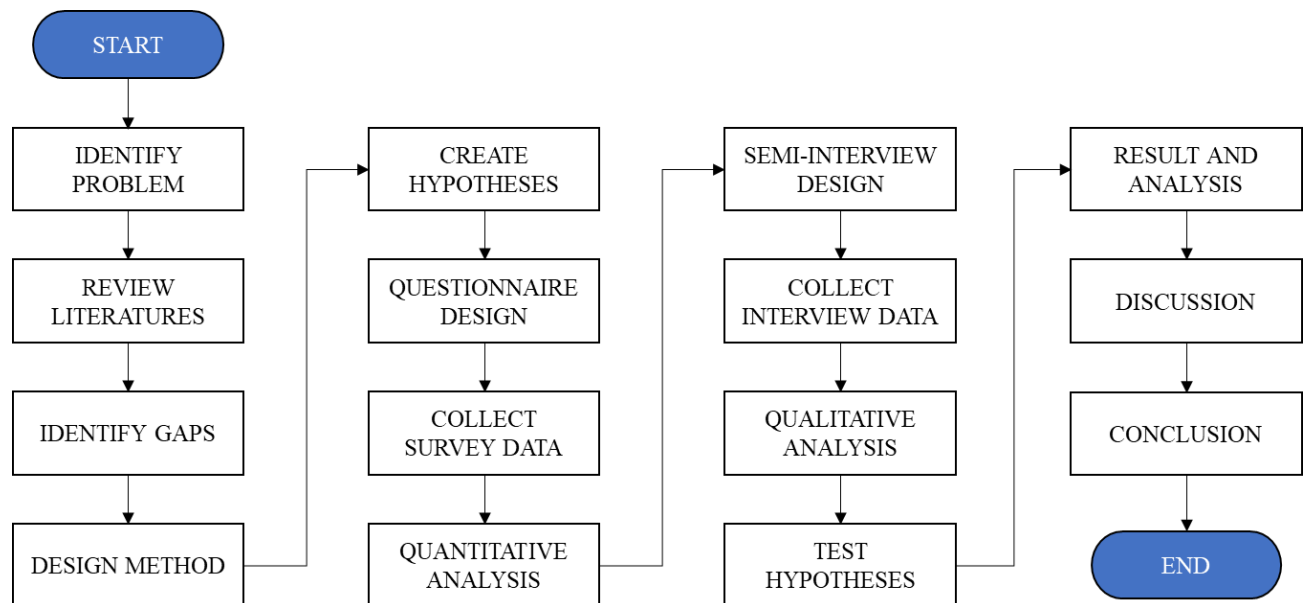 START
IDENTIFY
PROBLEM
REVIEW
LITERATURES
IDENTIFY GAPS
DESIGN METHOD
CREATE
HYPOTHESES
QUESTIONNAIRE
DESIGN
COLLECT
SURVEY DATA
QUANTITATIVE
ANALYSIS
SEMI-INTERVIEW
DESIGN
COLLECT
INTERVIEW DATA
QUALITATIVE
ANALYSIS
TEST
HYPOTHESES
RESULT AND
ANALYSIS
DISCUSSION
CONCLUSION
END